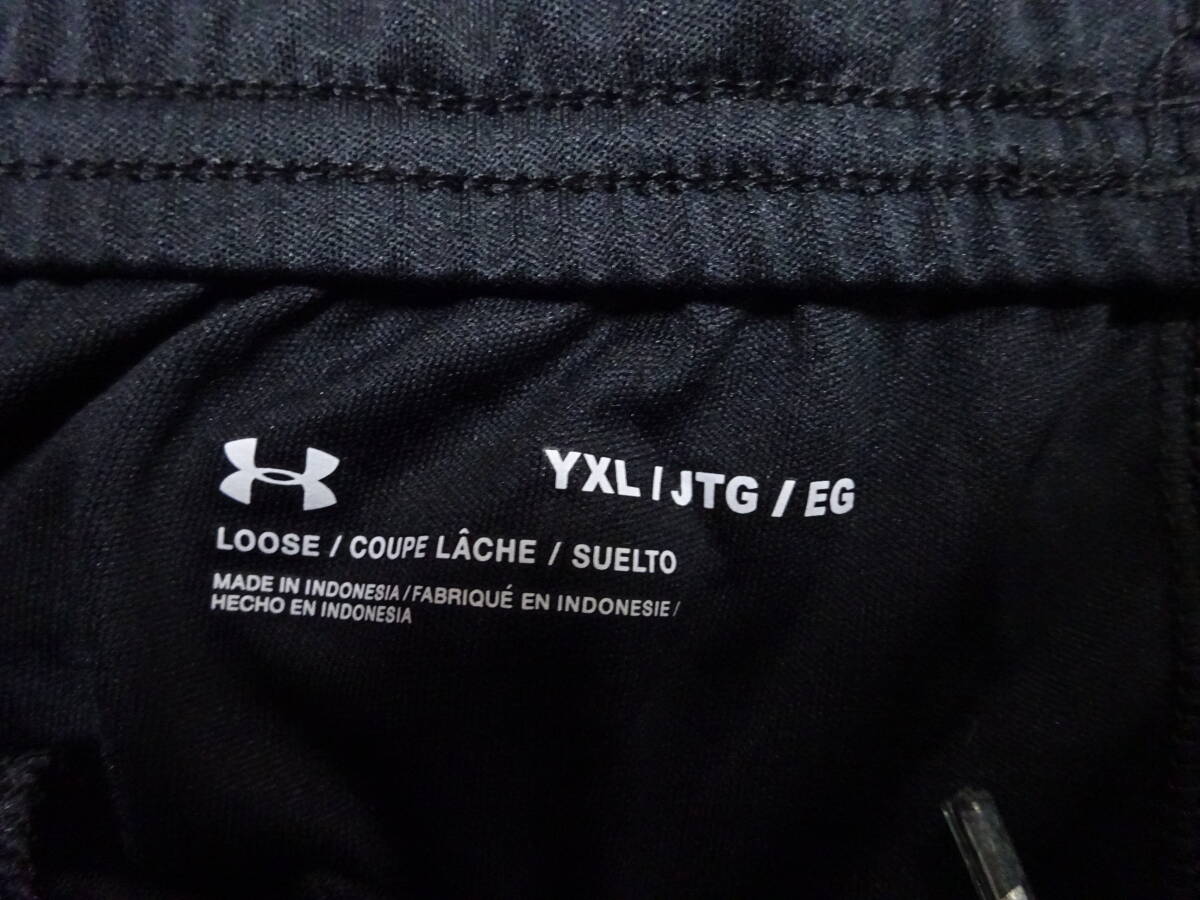 YXL / JTG / EG
LOOSE / COUPE LÂCHE / SUELTO
MADE IN INDONESIA / FABRIQUÉ EN INDONESIE /
HECHO EN INDONESIA